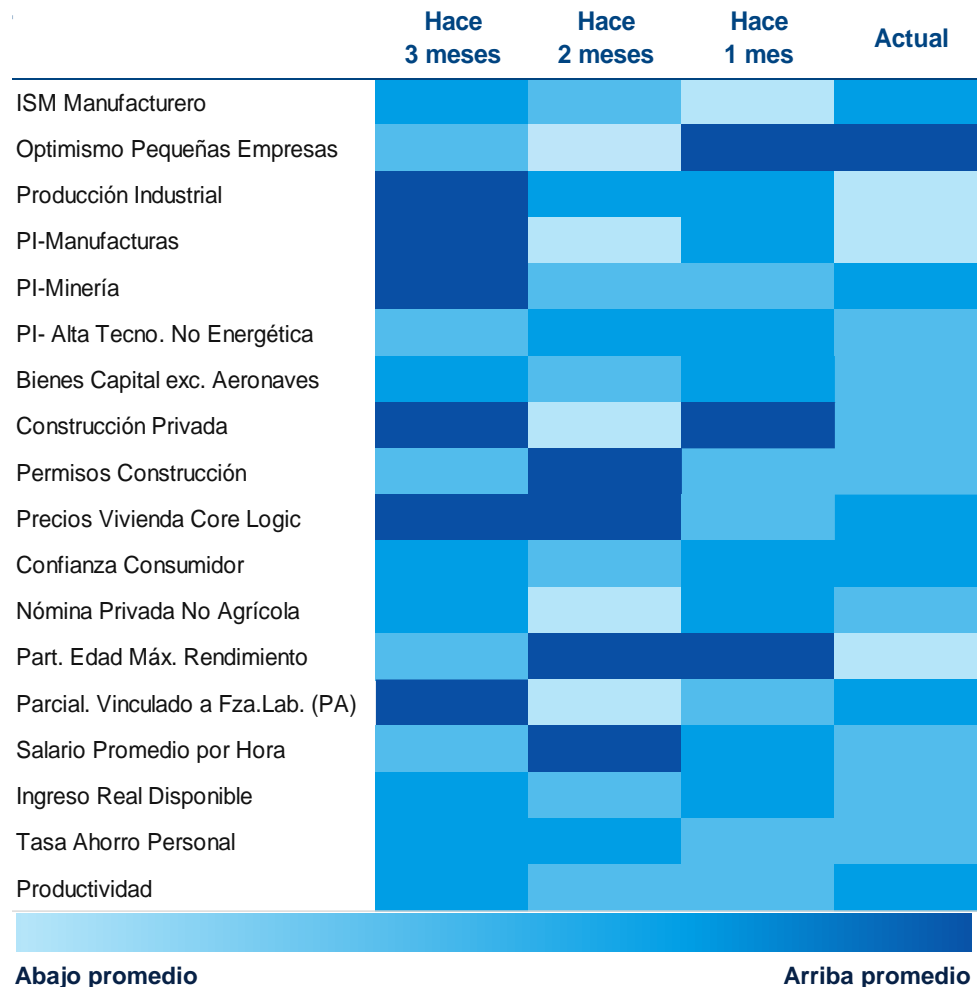 Hace 3 meses Hace 2 meses Hace 1 mes Actual
ISM Manufacturero
Optimismo Pequeñas Empresas
Producción Industrial
PI-Manufacturas
PI-Minería
PI- Alta Tecno. No Energética
Bienes Capital exc. Aeronaves
Construcción Privada
Permisos Construcción
Precios Vivienda Core Logic
Confianza Consumidor
Nómina Privada No Agrícola
Part. Edad Máx. Rendimiento
Parcial. Vinculado a Fza.Lab. (PA)
Salario Promedio por Hora
Ingreso Real Disponible
Tasa Ahorro Personal
Productividad
Abajo promedio Arriba promedio